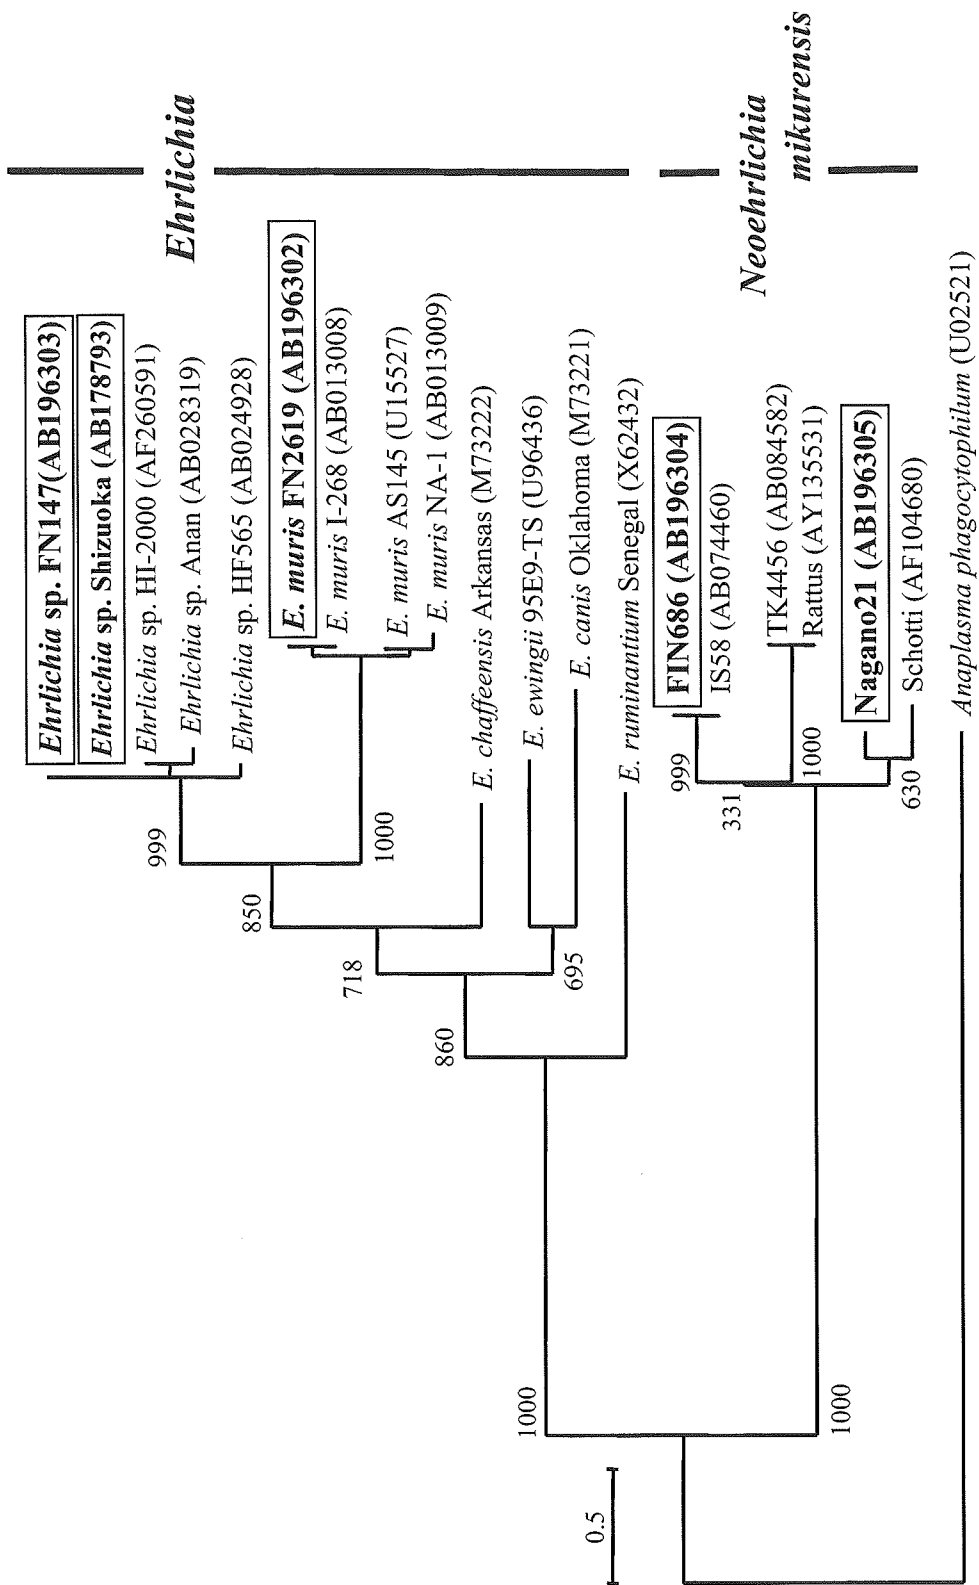 Ehrlichia sp. FN147(AB196303)
Ehrlichia sp. Shizuoka (AB178793)
Ehrlichia sp. HI-2000 (AF260591)
Ehrlichia sp. Anan (AB028319)
Ehrlichia sp. HF565 (AB024928)
E. muris FN2619 (AB196302)
E. muris I-268 (AB013008)
E. muris AS145 (U15527)
E. muris NA-1 (AB013009)
E. chaffeensis Arkansas (M73222)
E. ewingii 95E9-TS (U96436)
E. canis Oklahoma (M73221)
E. ruminantium Senegal (X62432)
FIN686 (AB196304)
IS58 (AB074460)
TK4456 (AB084582)
Rattus (AY135531)
Nagano21 (AB196305)
Schotti (AF104680)
Anaplasma phagocytophilum (U02521)
Ehrlichia
Neoehrlichia
mikurensis
999
1000
850
718
695
860
1000
999
331
1000
630
1000
0.5